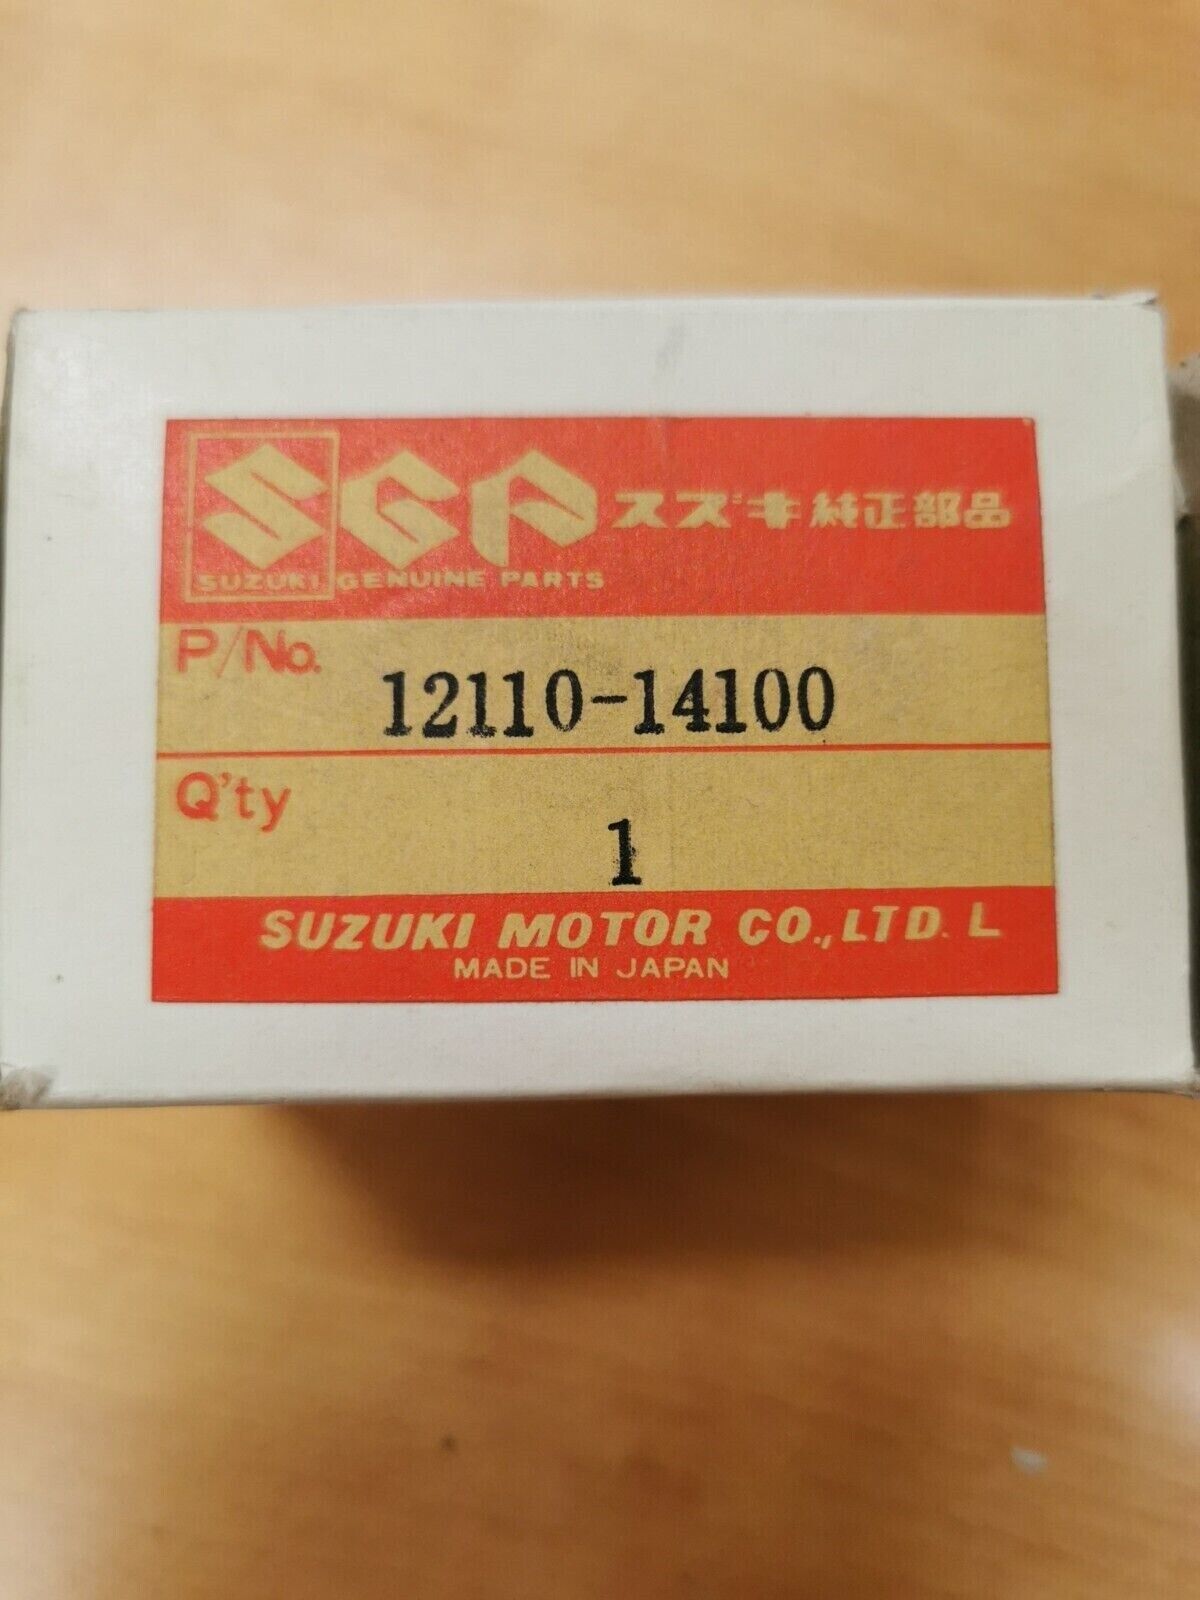 SGP スズキ純正部品
SUZUKI GENUINE PARTS
P/No.
12110-14100
Q'ty
1
SUZUKI MOTOR CO., LTD. L
MADE IN JAPAN